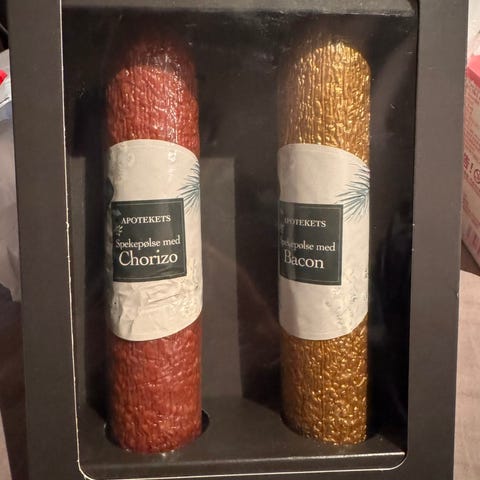 APOTEKETS
Spekepølse med
Chorizo
APOTEKETS
Spekepølse med
Bacon